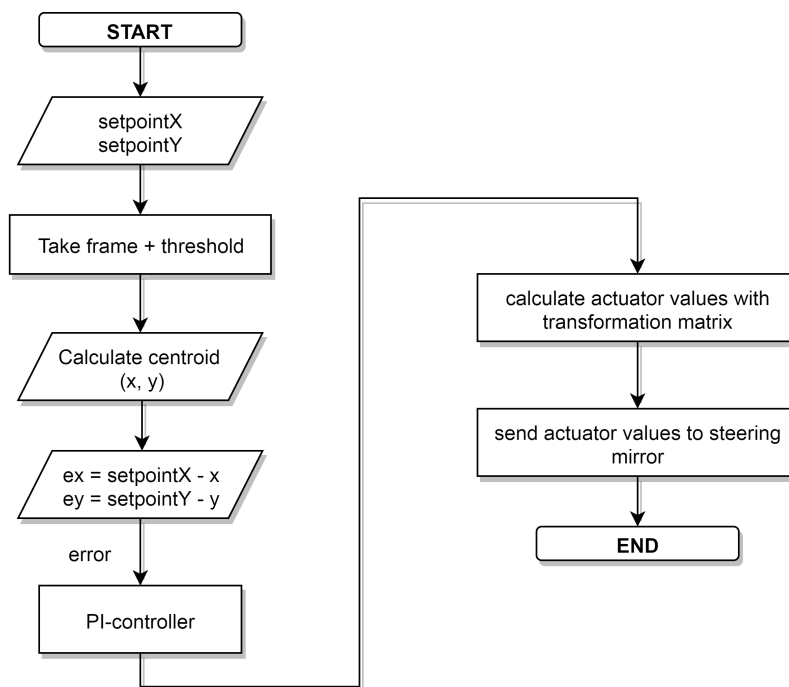 START
setpointX
setpointY
Take frame + threshold
Calculate centroid
(x, y)
ex = setpointX - x
ey = setpointY - y
error
PI-controller
calculate actuator values with
transformation matrix
send actuator values to steering
mirror
END